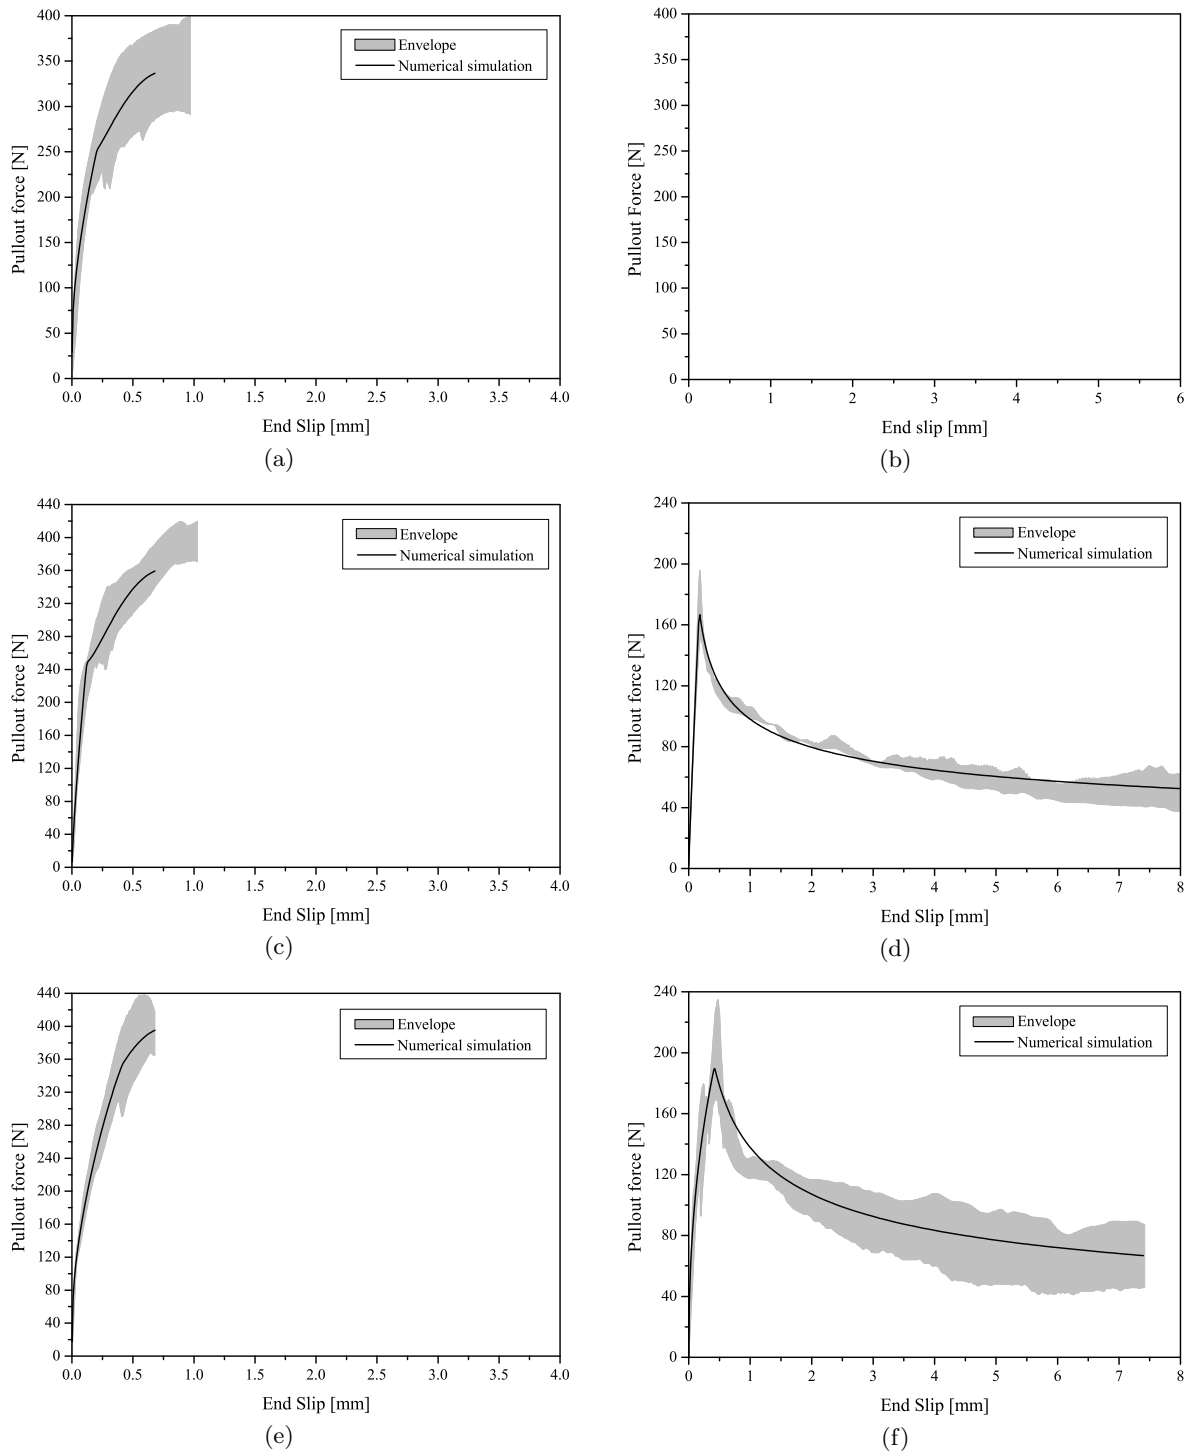 400
350
300
250
200
150
100
50
0
Pullout force [N]
Envelope
Numerical simulation
0.0 0.5 1.0 1.5 2.0 2.5 3.0 3.5 4.0
End Slip [mm]
(a)
400
350
300
250
200
150
100
50
0
Pullout Force [N]
0 1 2 3 4 5 6
End slip [mm]
(b)
440
400
360
320
280
240
200
160
120
80
40
0
Pullout force [N]
Envelope
Numerical simulation
0.0 0.5 1.0 1.5 2.0 2.5 3.0 3.5 4.0
End Slip [mm]
(c)
240
200
160
120
80
40
0
Pullout force [N]
Envelope
Numerical simulation
0 1 2 3 4 5 6 7 8
End Slip [mm]
(d)
440
400
360
320
280
240
200
160
120
80
40
0
Pullout force [N]
Envelope
Numerical simulation
0.0 0.5 1.0 1.5 2.0 2.5 3.0 3.5 4.0
End Slip [mm]
(e)
240
200
160
120
80
40
0
Pullout force [N]
Envelope
Numerical simulation
0 1 2 3 4 5 6 7 8
End Slip [mm]
(f)